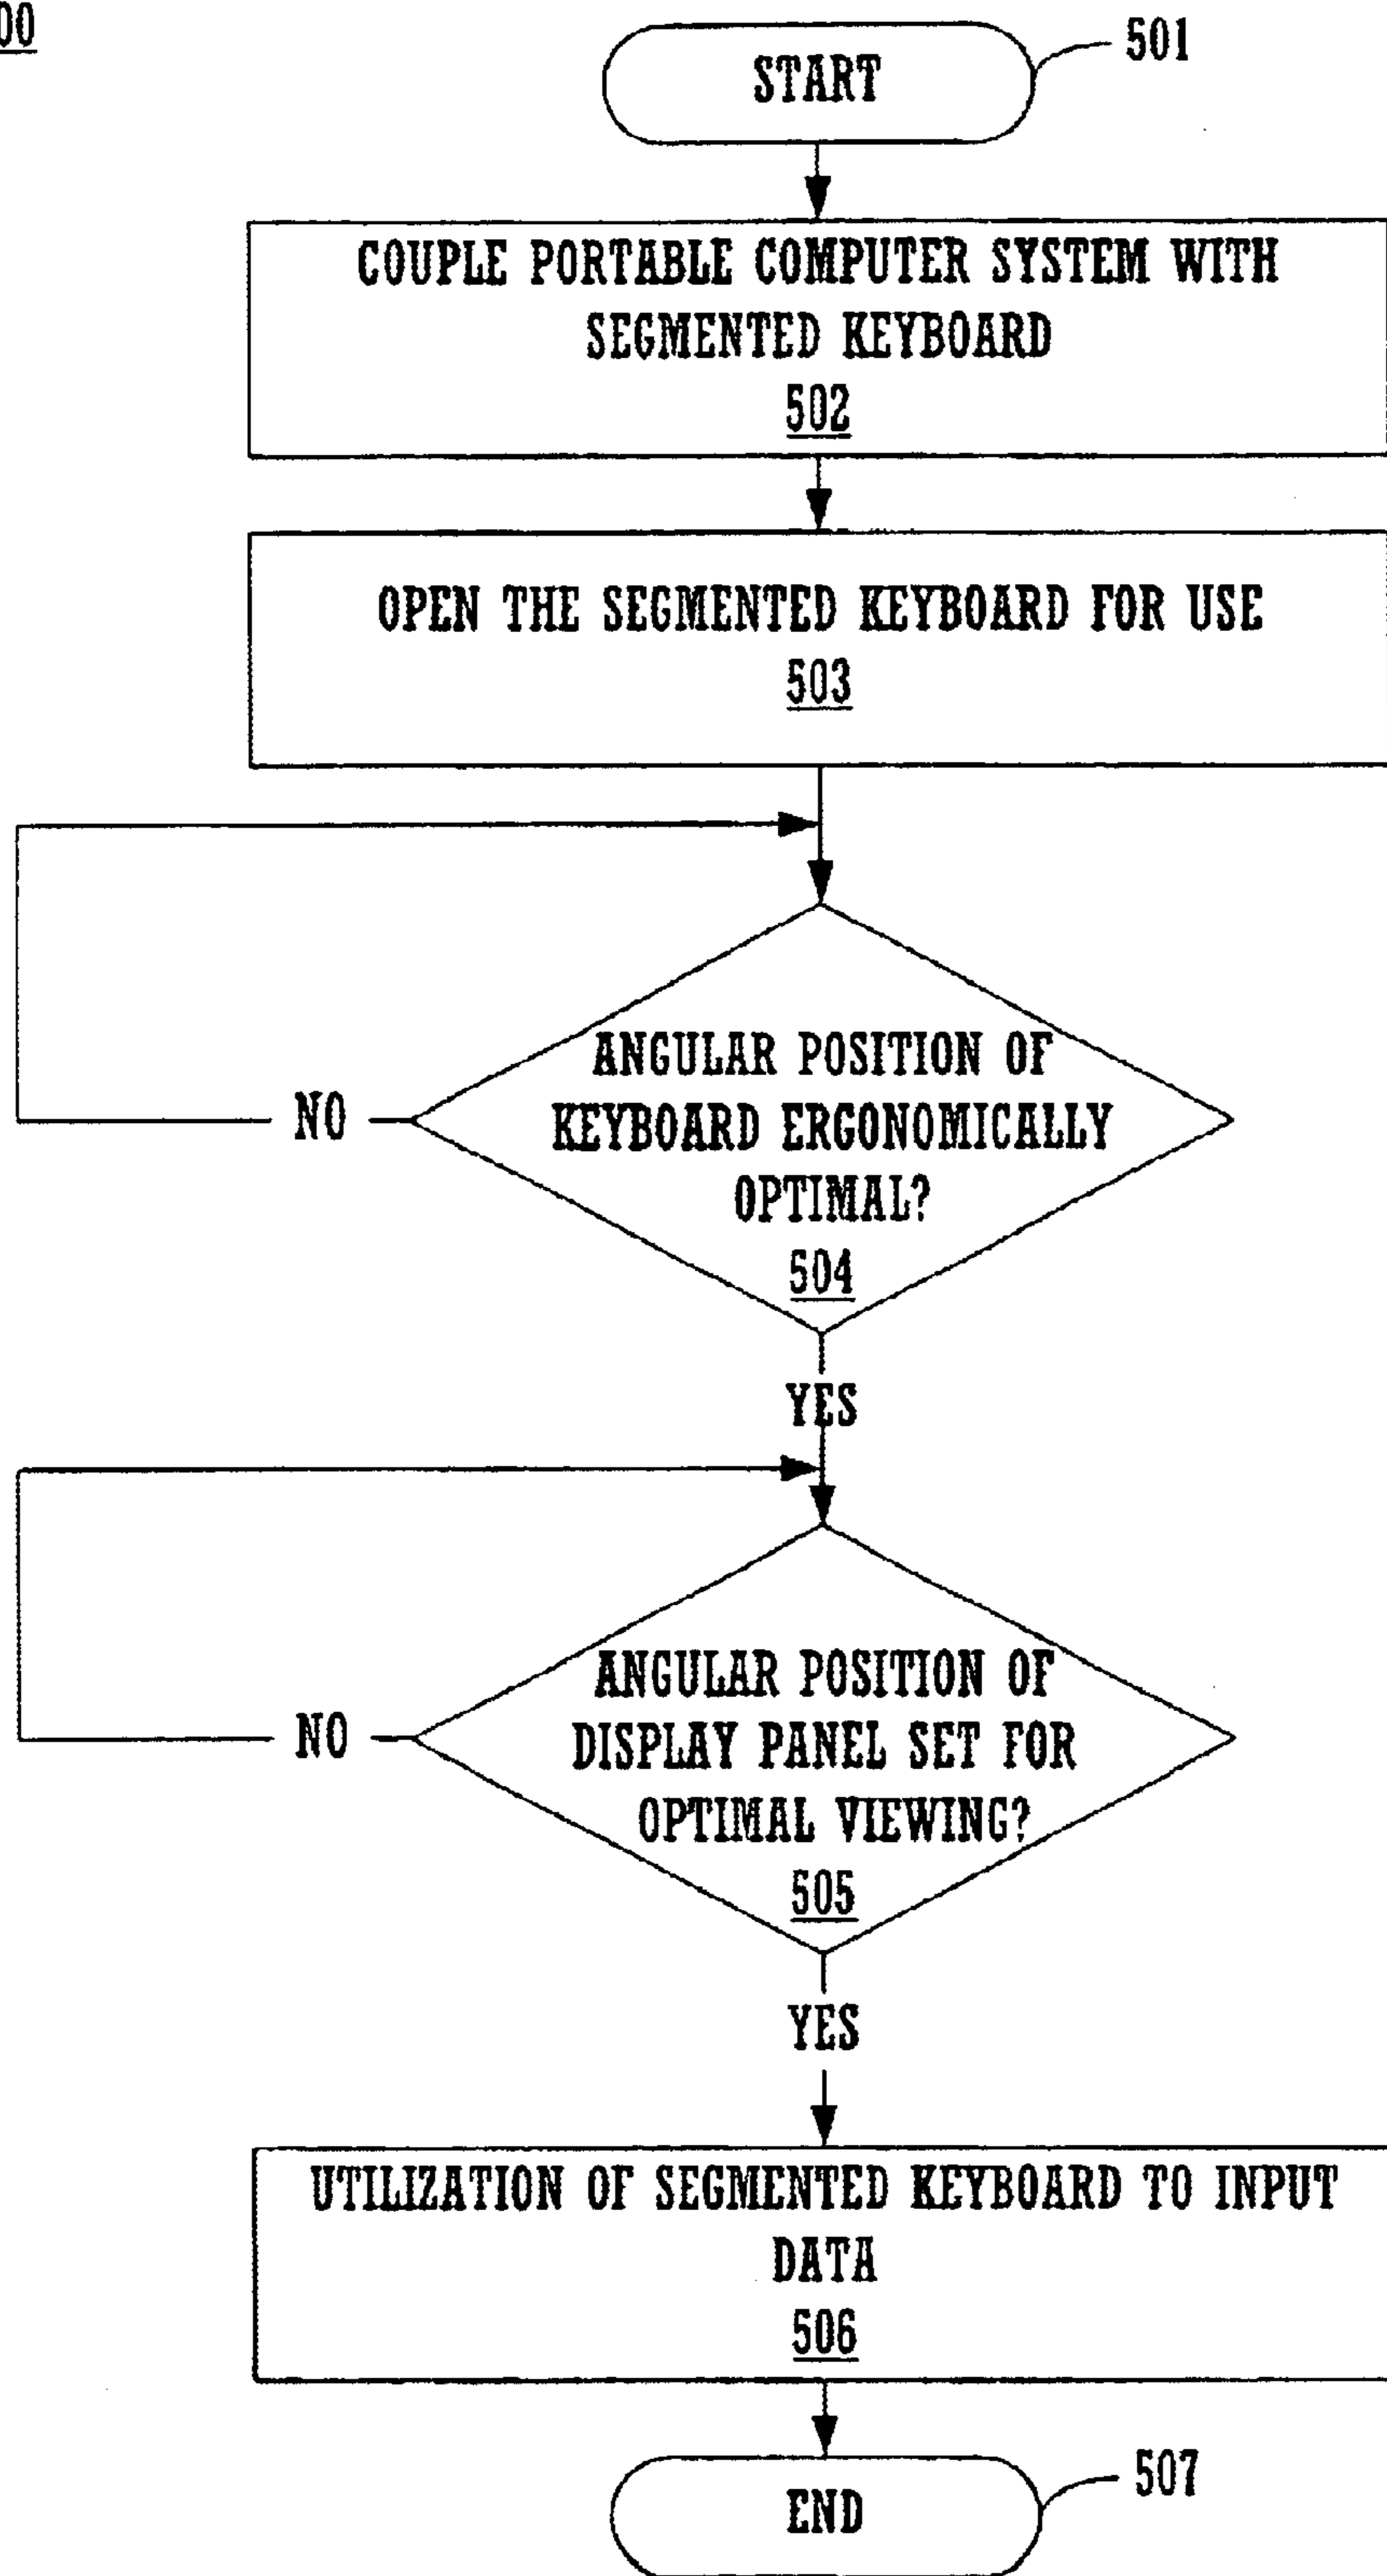 00
START
501
COUPLE PORTABLE COMPUTER SYSTEM WITH
SEGMENTED KEYBOARD
502
OPEN THE SEGMENTED KEYBOARD FOR USE
503
ANGULAR POSITION OF
KEYBOARD ERGONOMICALLY
OPTIMAL?
504
NO
YES
ANGULAR POSITION OF
DISPLAY PANEL SET FOR
OPTIMAL VIEWING?
505
NO
YES
UTILIZATION OF SEGMENTED KEYBOARD TO INPUT
DATA
506
END
507